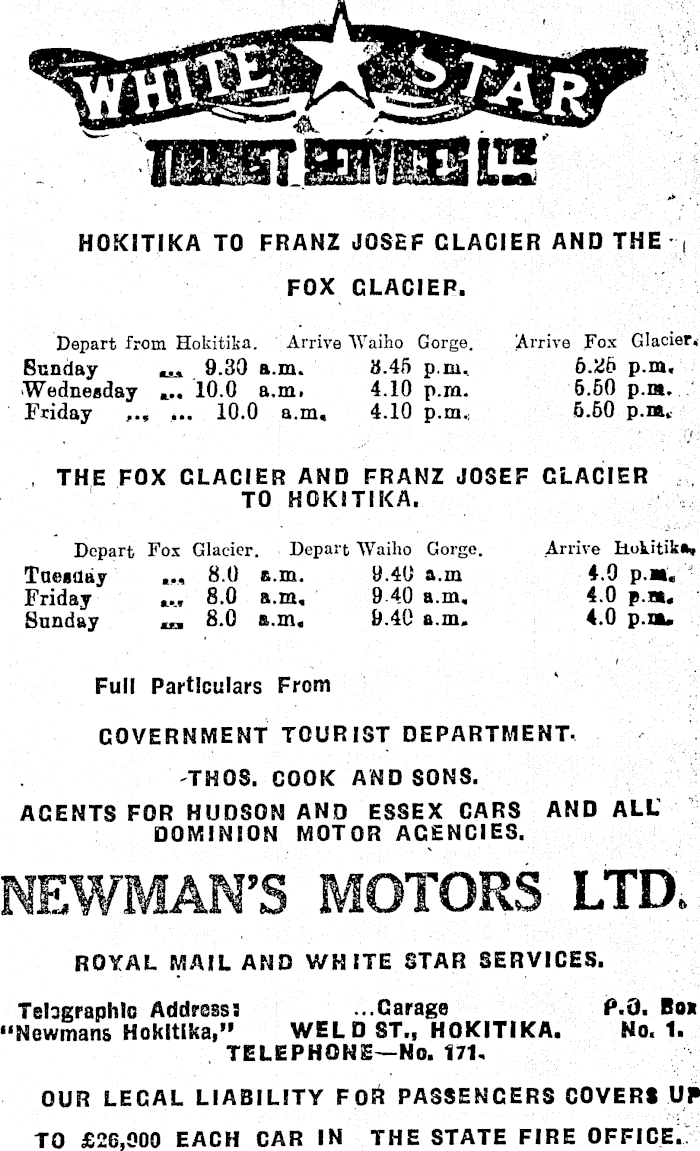 WHITE STAR
HOKITIKA TO FRANZ JOSEF GLACIER AND THE
FOX GLACIER.
Depart from Hokitika. Arrive Waiho Gorge. Arrive Fox Glacier.
Sunday ... 9.30 a.m. 3.45 p.m. 5.25 p.m.
Wednesday ... 10.0 a.m. 4.10 p.m. 5.50 p.m.
Friday ... ... 10.0 a.m. 4.10 p.m. 5.50 p.m.
THE FOX GLACIER AND FRANZ JOSEF GLACIER
TO HOKITIKA.
Depart Fox Glacier. Depart Waiho Gorge. Arrive Hokitika.
Tuesday ... 8.0 a.m. 9.40 a.m 4.0 p.m.
Friday ... 8.0 a.m. 9.40 a.m. 4.0 p.m.
Sunday ... 8.0 a.m. 9.40 a.m. 4.0 p.m.
Full Particulars From
GOVERNMENT TOURIST DEPARTMENT.
THOS. COOK AND SONS.
AGENTS FOR HUDSON AND ESSEX CARS AND ALL
DOMINION MOTOR AGENCIES.
NEWMAN'S MOTORS LTD.
ROYAL MAIL AND WHITE STAR SERVICES.
Telegraphic Address: ...Garage P.O. Box
"Newmans Hokitika," WELD ST., HOKITIKA. No. 1.
TELEPHONE—No. 171.
OUR LEGAL LIABILITY FOR PASSENGERS COVERS UP
TO £26,000 EACH CAR IN THE STATE FIRE OFFICE.